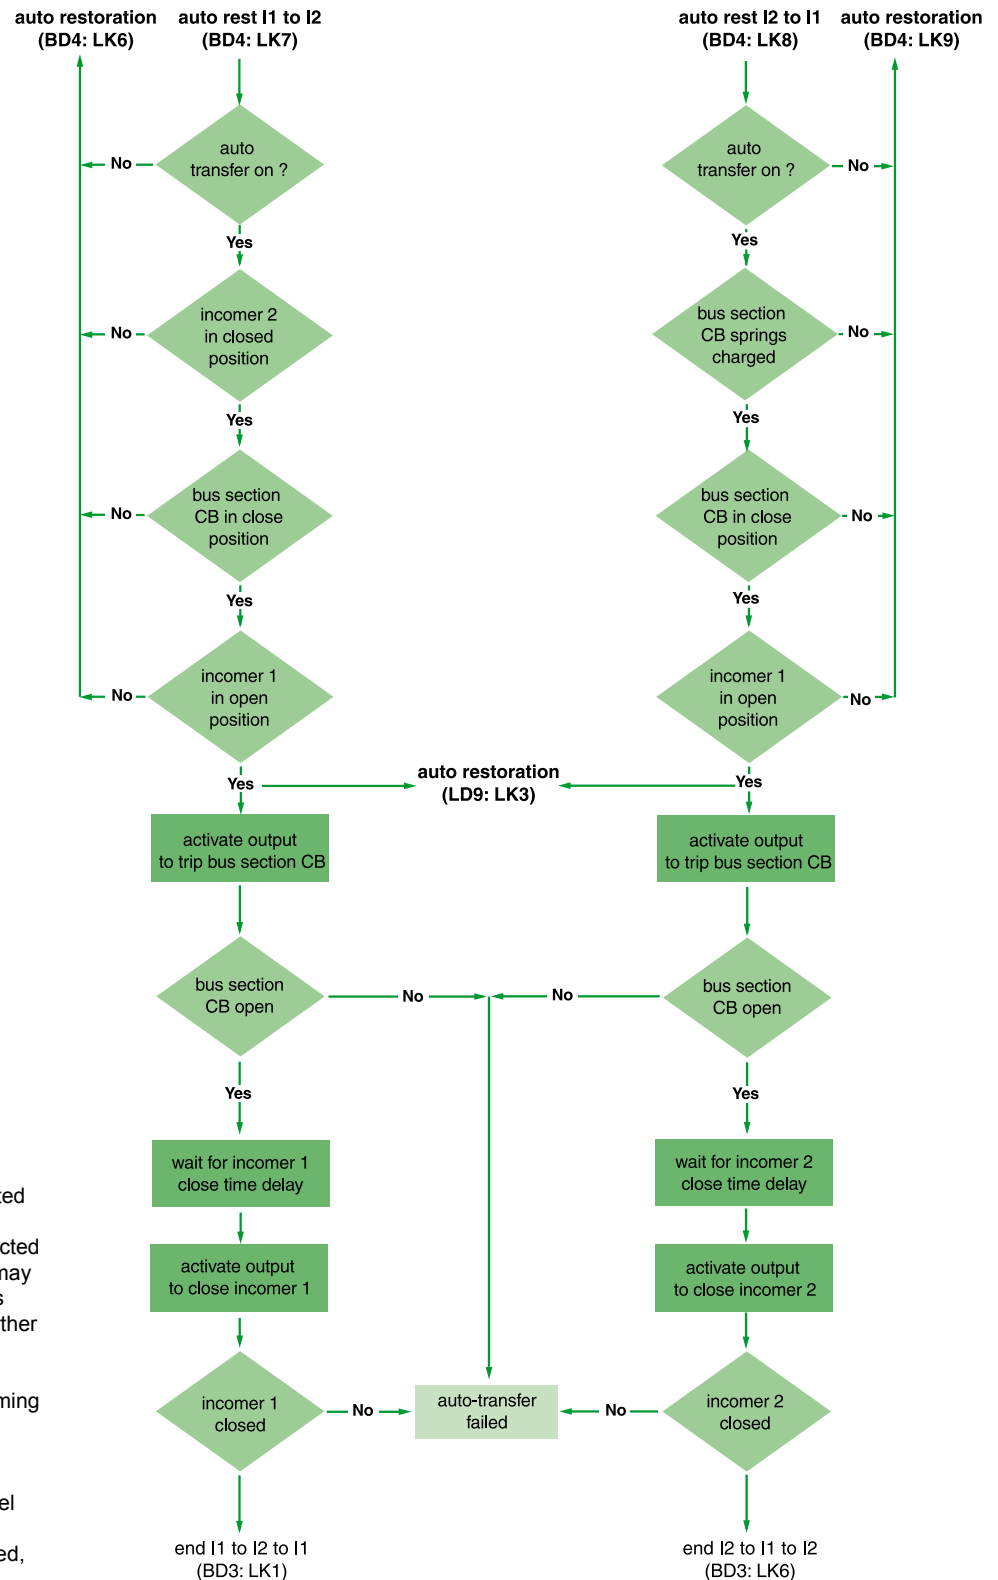 auto restoration
(BD4: LK6)
auto rest I1 to I2
(BD4: LK7)
auto rest I2 to I1
(BD4: LK8)
auto restoration
(BD4: LK9)
auto
transfer on ?
No
Yes
incomer 2
in closed
position
No
Yes
bus section
CB in close
position
No
Yes
incomer 1
in open
position
No
Yes
auto
transfer on ?
No
Yes
bus section
CB springs
charged
No
Yes
bus section
CB in close
position
No
Yes
incomer 1
in open
position
No
Yes
auto restoration
(LD9: LK3)
activate output
to trip bus section CB
bus section
CB open
No
Yes
wait for incomer 1
close time delay
activate output
to close incomer 1
incomer 1
closed
No
end I1 to I2 to I1
(BD3: LK1)
activate output
to trip bus section CB
bus section
CB open
No
Yes
wait for incomer 2
close time delay
activate output
to close incomer 2
incomer 2
closed
No
end I2 to I1 to I2
(BD3: LK6)
auto-transfer
failed
ted
cted
may
s
ther
ming
el
ed,